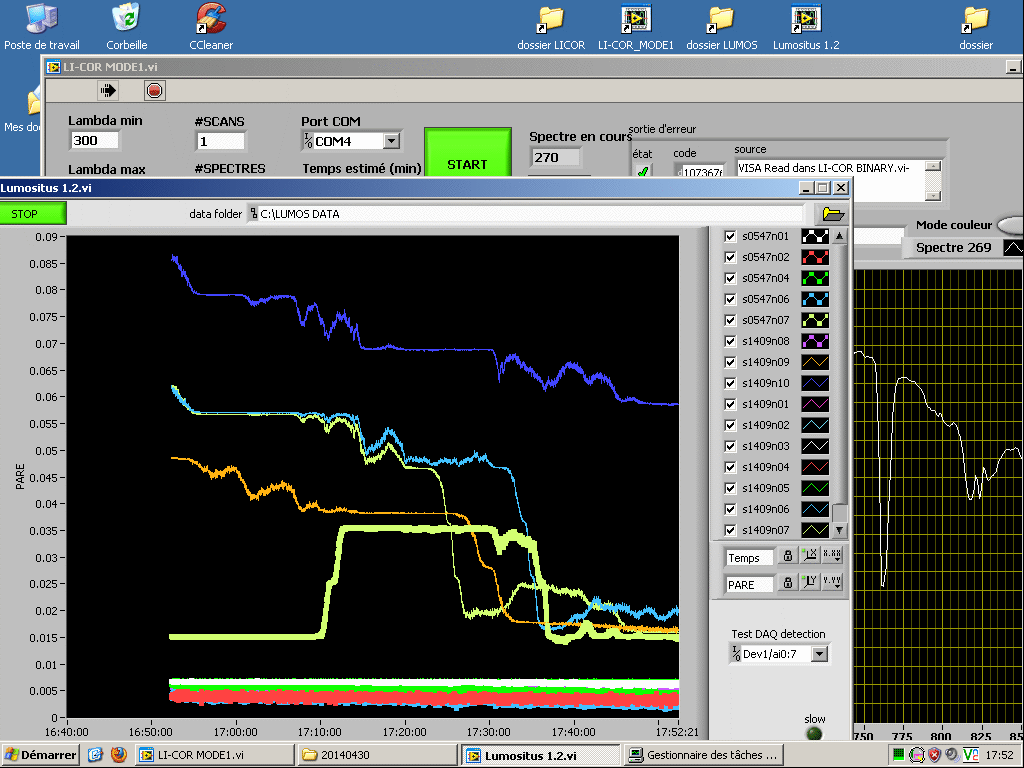 Poste de travail
Corbeille
CCleaner
dossier LICOR
LI-COR_MODE1
dossier LUMOS
Lumositus 1.2
dossier
Mes do
LI-COR MODE1.vi
Lambda min
300
Lambda max
#SCANS
1
#SPECTRES
Port COM
COM4
Temps estimé (min)
START
Spectre en cours
270
sortie d'erreur
état
code
107367
source
VISA Read dans LI-COR BINARY.vi-
Mode couleur
Spectre 269
Lumositus 1.2.vi
STOP
data folder
C:\LUMOS DATA
0.09
0.085
0.08
0.075
0.07
0.065
0.06
0.055
0.05
0.045
0.04
0.035
0.03
0.025
0.02
0.015
0.01
0.005
0
PARE
16:40:00
16:50:00
17:00:00
17:10:00
17:20:00
17:30:00
17:40:00
17:52:21
s0547n01
s0547n02
s0547n04
s0547n06
s0547n07
s1409n08
s1409n09
s1409n10
s1409n01
s1409n02
s1409n03
s1409n04
s1409n05
s1409n06
s1409n07
Temps
PARE
Test DAQ detection
Dev1/ai0:7
slow
750
775
800
825
85
Démarrer
LI-COR MODE1.vi
20140430
Lumositus 1.2.vi
Gestionnaire des tâches ...
17:52